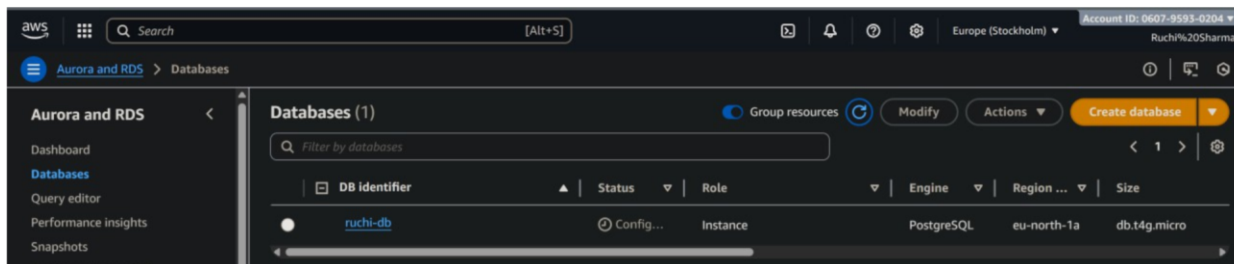 aws Search [Alt+S] Europe (Stockholm) Account ID: 0607-9593-0204
Ruchi%20Sharma
Aurora and RDS > Databases
Aurora and RDS
Dashboard
Databases
Query editor
Performance insights
Snapshots
Databases (1) Group resources Modify Actions Create database
Filter by databases 1
DB identifier Status Role Engine Region ... Size
ruchi-db Config... Instance PostgreSQL eu-north-1a db.t4g.micro